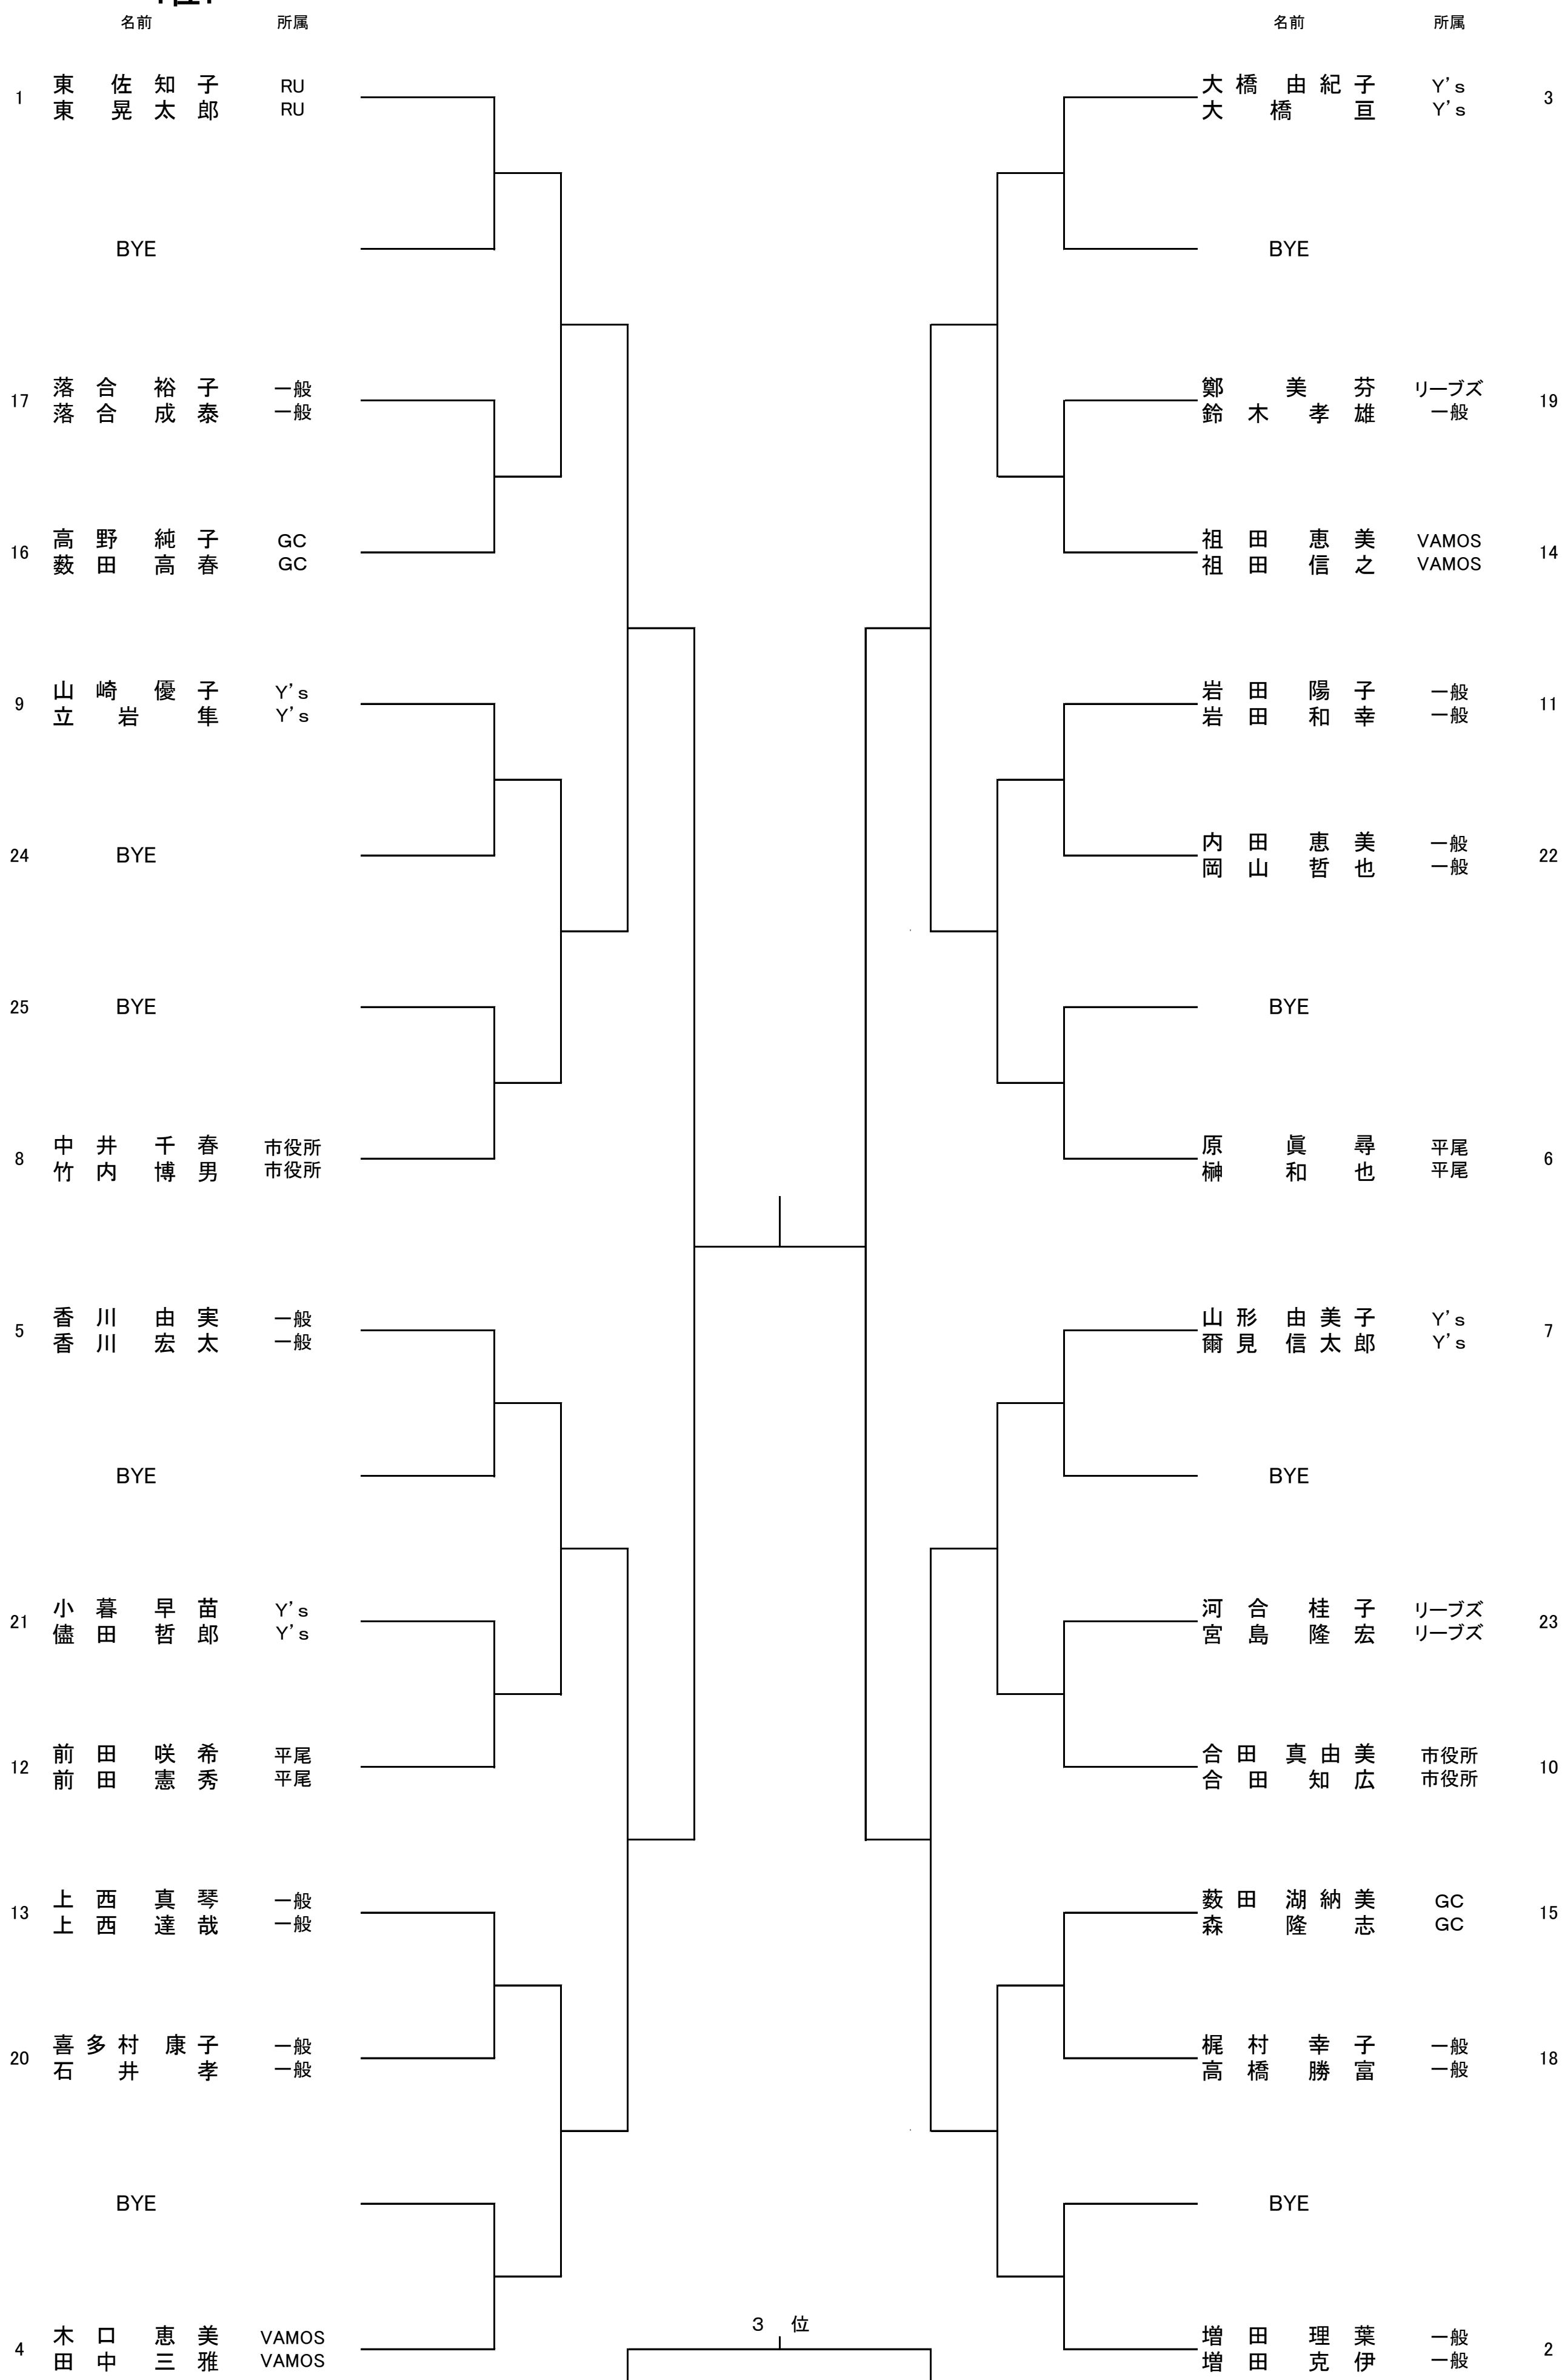 名前 所属
1 東 佐知子 RU
東 晃太郎 RU
BYE
17 落合 裕子 一般
落合 成泰 一般
16 高野 純子 GC
薮田 高春 GC
9 山崎 優子 Y's
立岩 隼 Y's
24 BYE
25 BYE
8 中井 千春 市役所
竹内 博男 市役所
5 香川 由実 一般
香川 宏太 一般
BYE
21 小暮 早苗 Y's
儘田 哲郎 Y's
12 前田 咲希 平尾
前田 憲秀 平尾
13 上西 真琴 一般
上西 達哉 一般
20 喜多村 康子 一般
石井 孝 一般
BYE
4 木口 恵美 VAMOS
田中 三雅 VAMOS
名前 所属
大橋 由紀子 Y's 3
大橋 亘 Y's
BYE
鄭 美芬 リーブズ 19
鈴木 孝雄 一般
祖田 恵美 VAMOS 14
祖田 信之 VAMOS
岩田 陽子 一般 11
岩田 和幸 一般
内田 恵美 一般 22
岡山 哲也 一般
BYE
原 眞尋 平尾 6
榊 和也 平尾
山形 由美子 Y's 7
爾見 信太郎 Y's
BYE
河合 桂子 リーブズ 23
宮島 隆宏 リーブズ
合田 真由美 市役所 10
合田 知広 市役所
薮田 湖納美 GC 15
森 隆志 GC
梶村 幸子 一般 18
高橋 勝富 一般
BYE
増田 理葉 一般 2
増田 克伊 一般
3 位